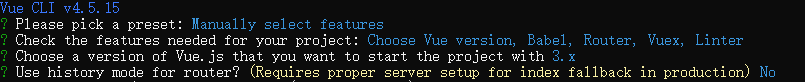 Vue CLI v4.5.15
? Please pick a preset: Manually select features
? Check the features needed for your project: Choose Vue version, Babel, Router, Vuex, Linter
? Choose a version of Vue.js that you want to start the project with 3.x
? Use history mode for router? (Requires proper server setup for index fallback in production) No